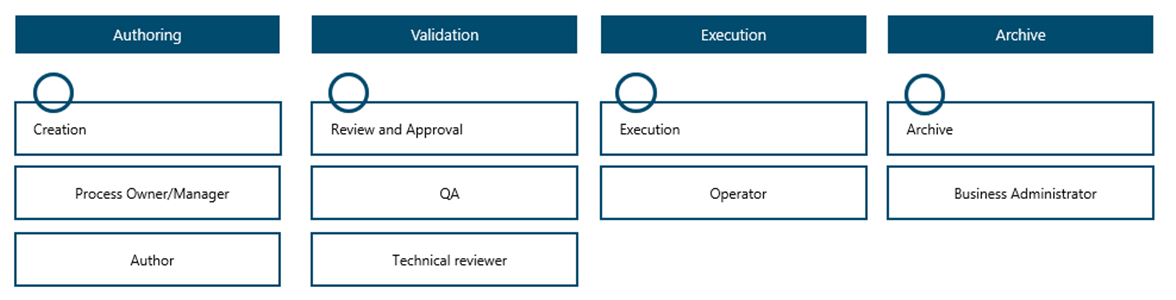 Authoring
Validation
Execution
Archive
Creation
Review and Approval
Execution
Archive
Process Owner/Manager
QA
Operator
Business Administrator
Author
Technical reviewer